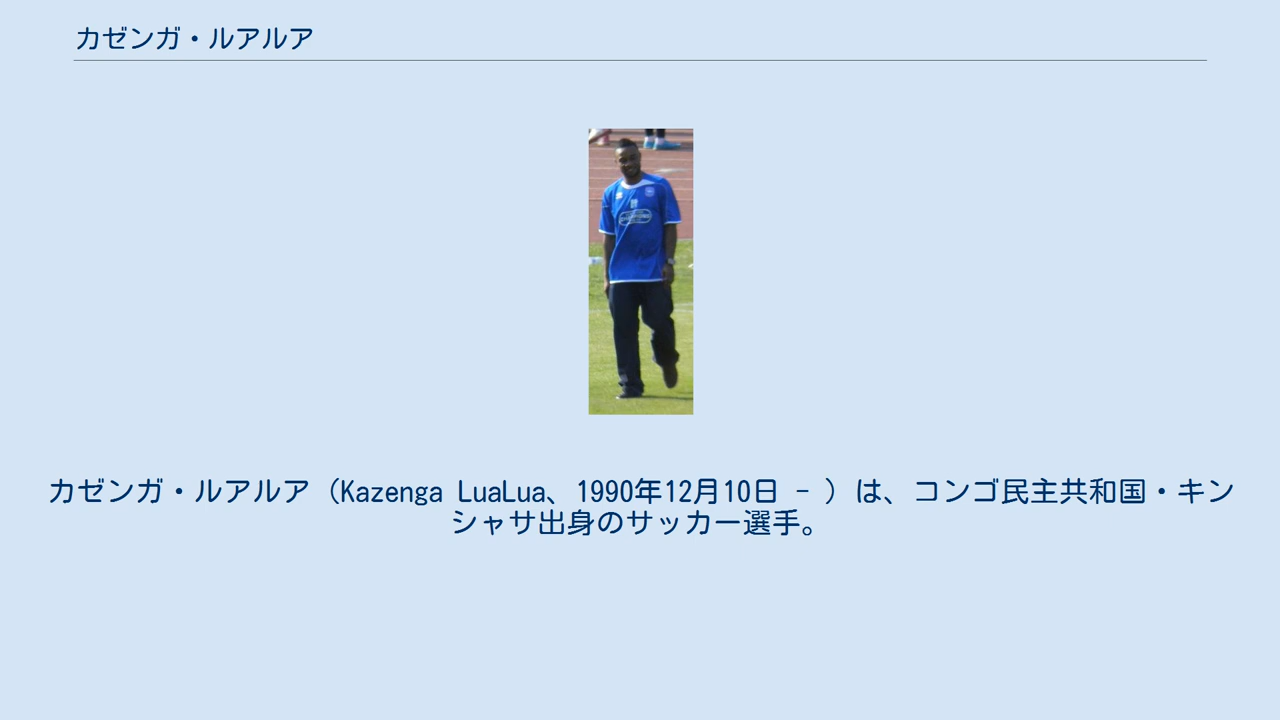 カゼンガ・ルアルア
カゼンガ・ルアルア（Kazenga LuaLua、1990年12月10日 - ）は、コンゴ民主共和国・キン
シャサ出身のサッカー選手。